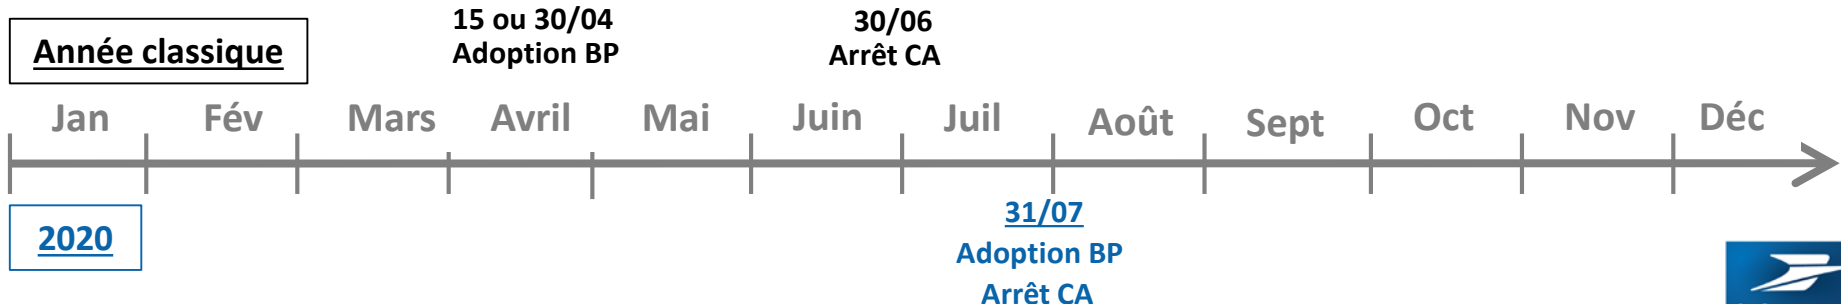 15 ou 30/04
Adoption BP
30/06
Arrêt CA
Année classique
Jan Fév Mars Avril Mai Juin Juil Août Sept Oct Nov Déc
2020
31/07
Adoption BP
Arrêt CA